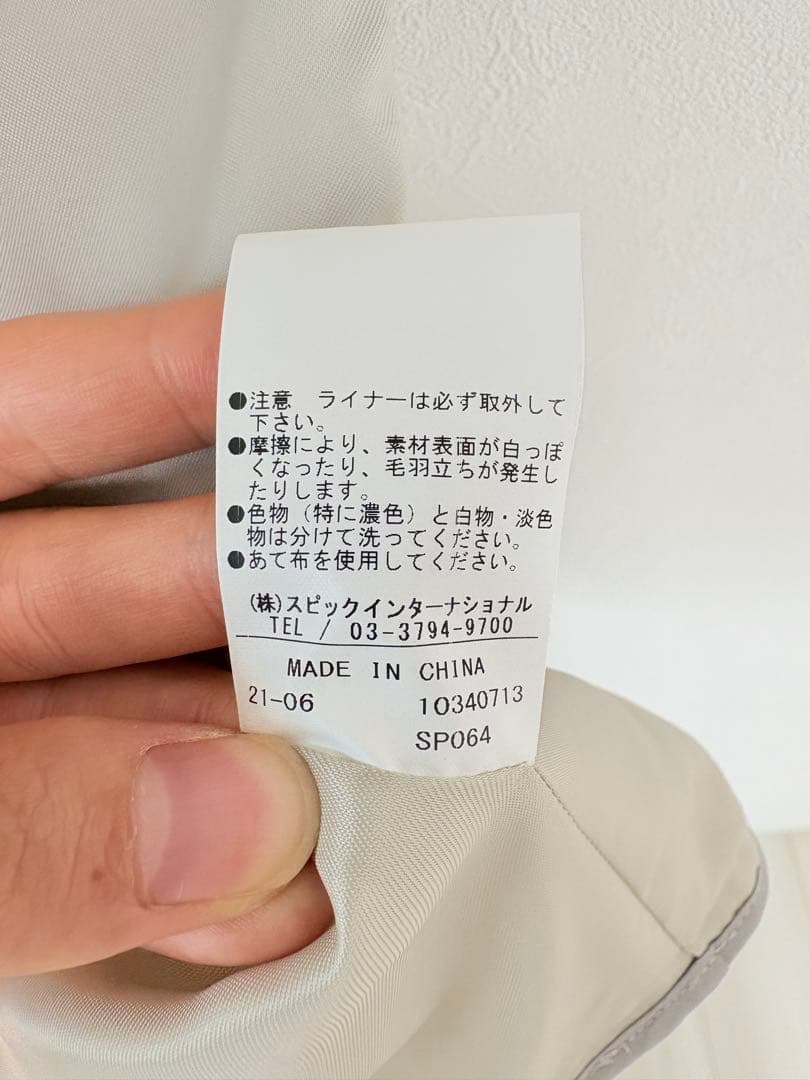 ●注意　ライナーは必ず取外して
下さい。
●摩擦により、素材表面が白っぽ
くなったり、毛羽立ちが発生し
たりします。
●色物（特に濃色）と白物・淡色
物は分けて洗ってください。
●あて布を使用してください。
(株)スピックインターナショナル
TEL / 03-3794-9700
MADE IN CHINA
21-06 10340713
SP064